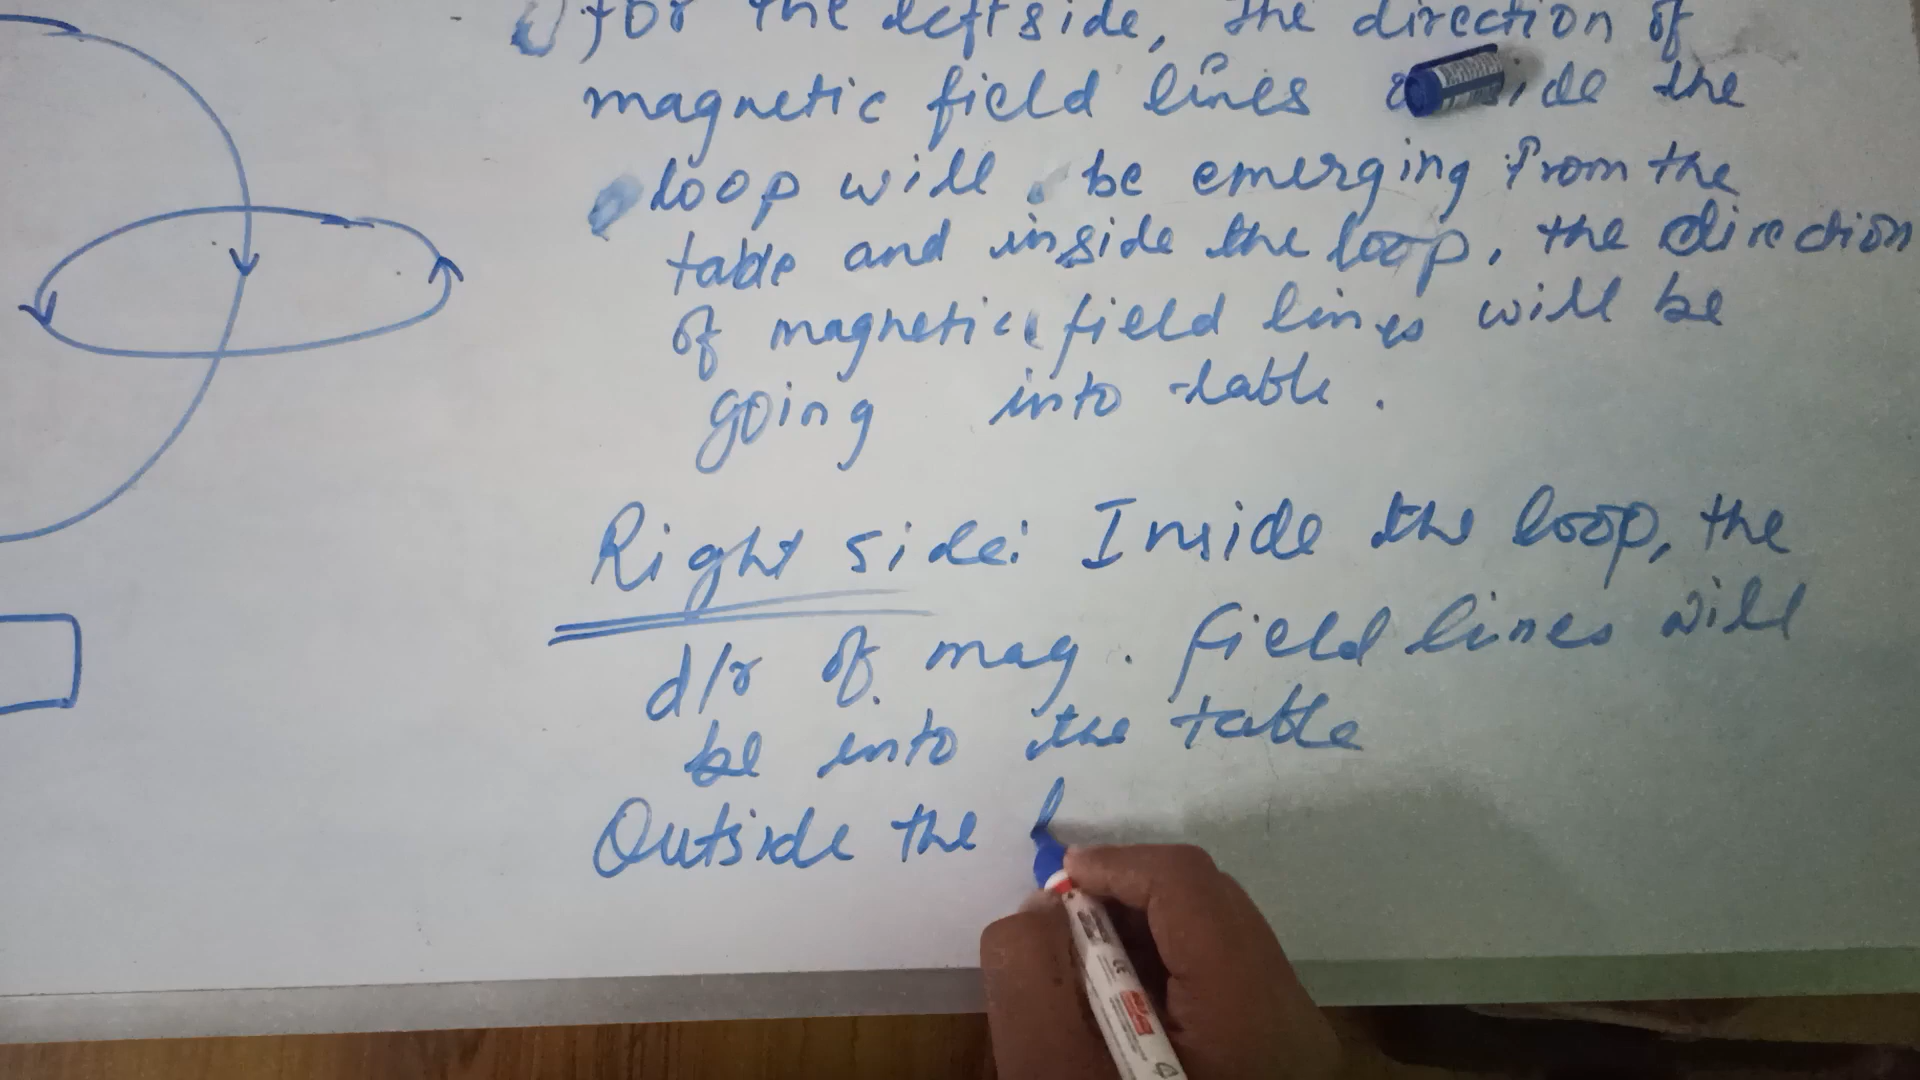 for the left side, the direction of
magnetic field lines the
loop will be emerging from the
table and inside the loop, the direction
of magnetic field lines will be
going into table.
Right side: Inside the loop, the
d/r of mag. field lines will
be into the table
Outside the l